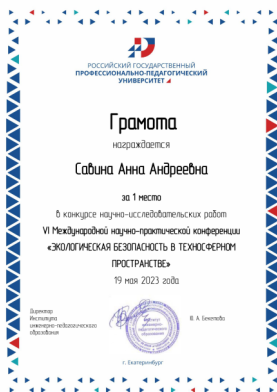 РОССИЙСКИЙ ГОСУДАРСТВЕННЫЙ
ПРОФЕССИОНАЛЬНО-ПЕДАГОГИЧЕСКИЙ
УНИВЕРСИТЕТ
Грамота
награждается
Савина Анна Андреевна
за 1 место
в конкурсе научно-исследовательских работ
VI Международной научно-практической конференции
«ЭКОЛОГИЧЕСКАЯ БЕЗОПАСНОСТЬ В ТЕХНОСФЕРНОМ
ПРОСТРАНСТВЕ»
19 мая 2023 года
Директор
Института
инженерно-педагогического
образования
В. А. Бекетова
г. Екатеринбург